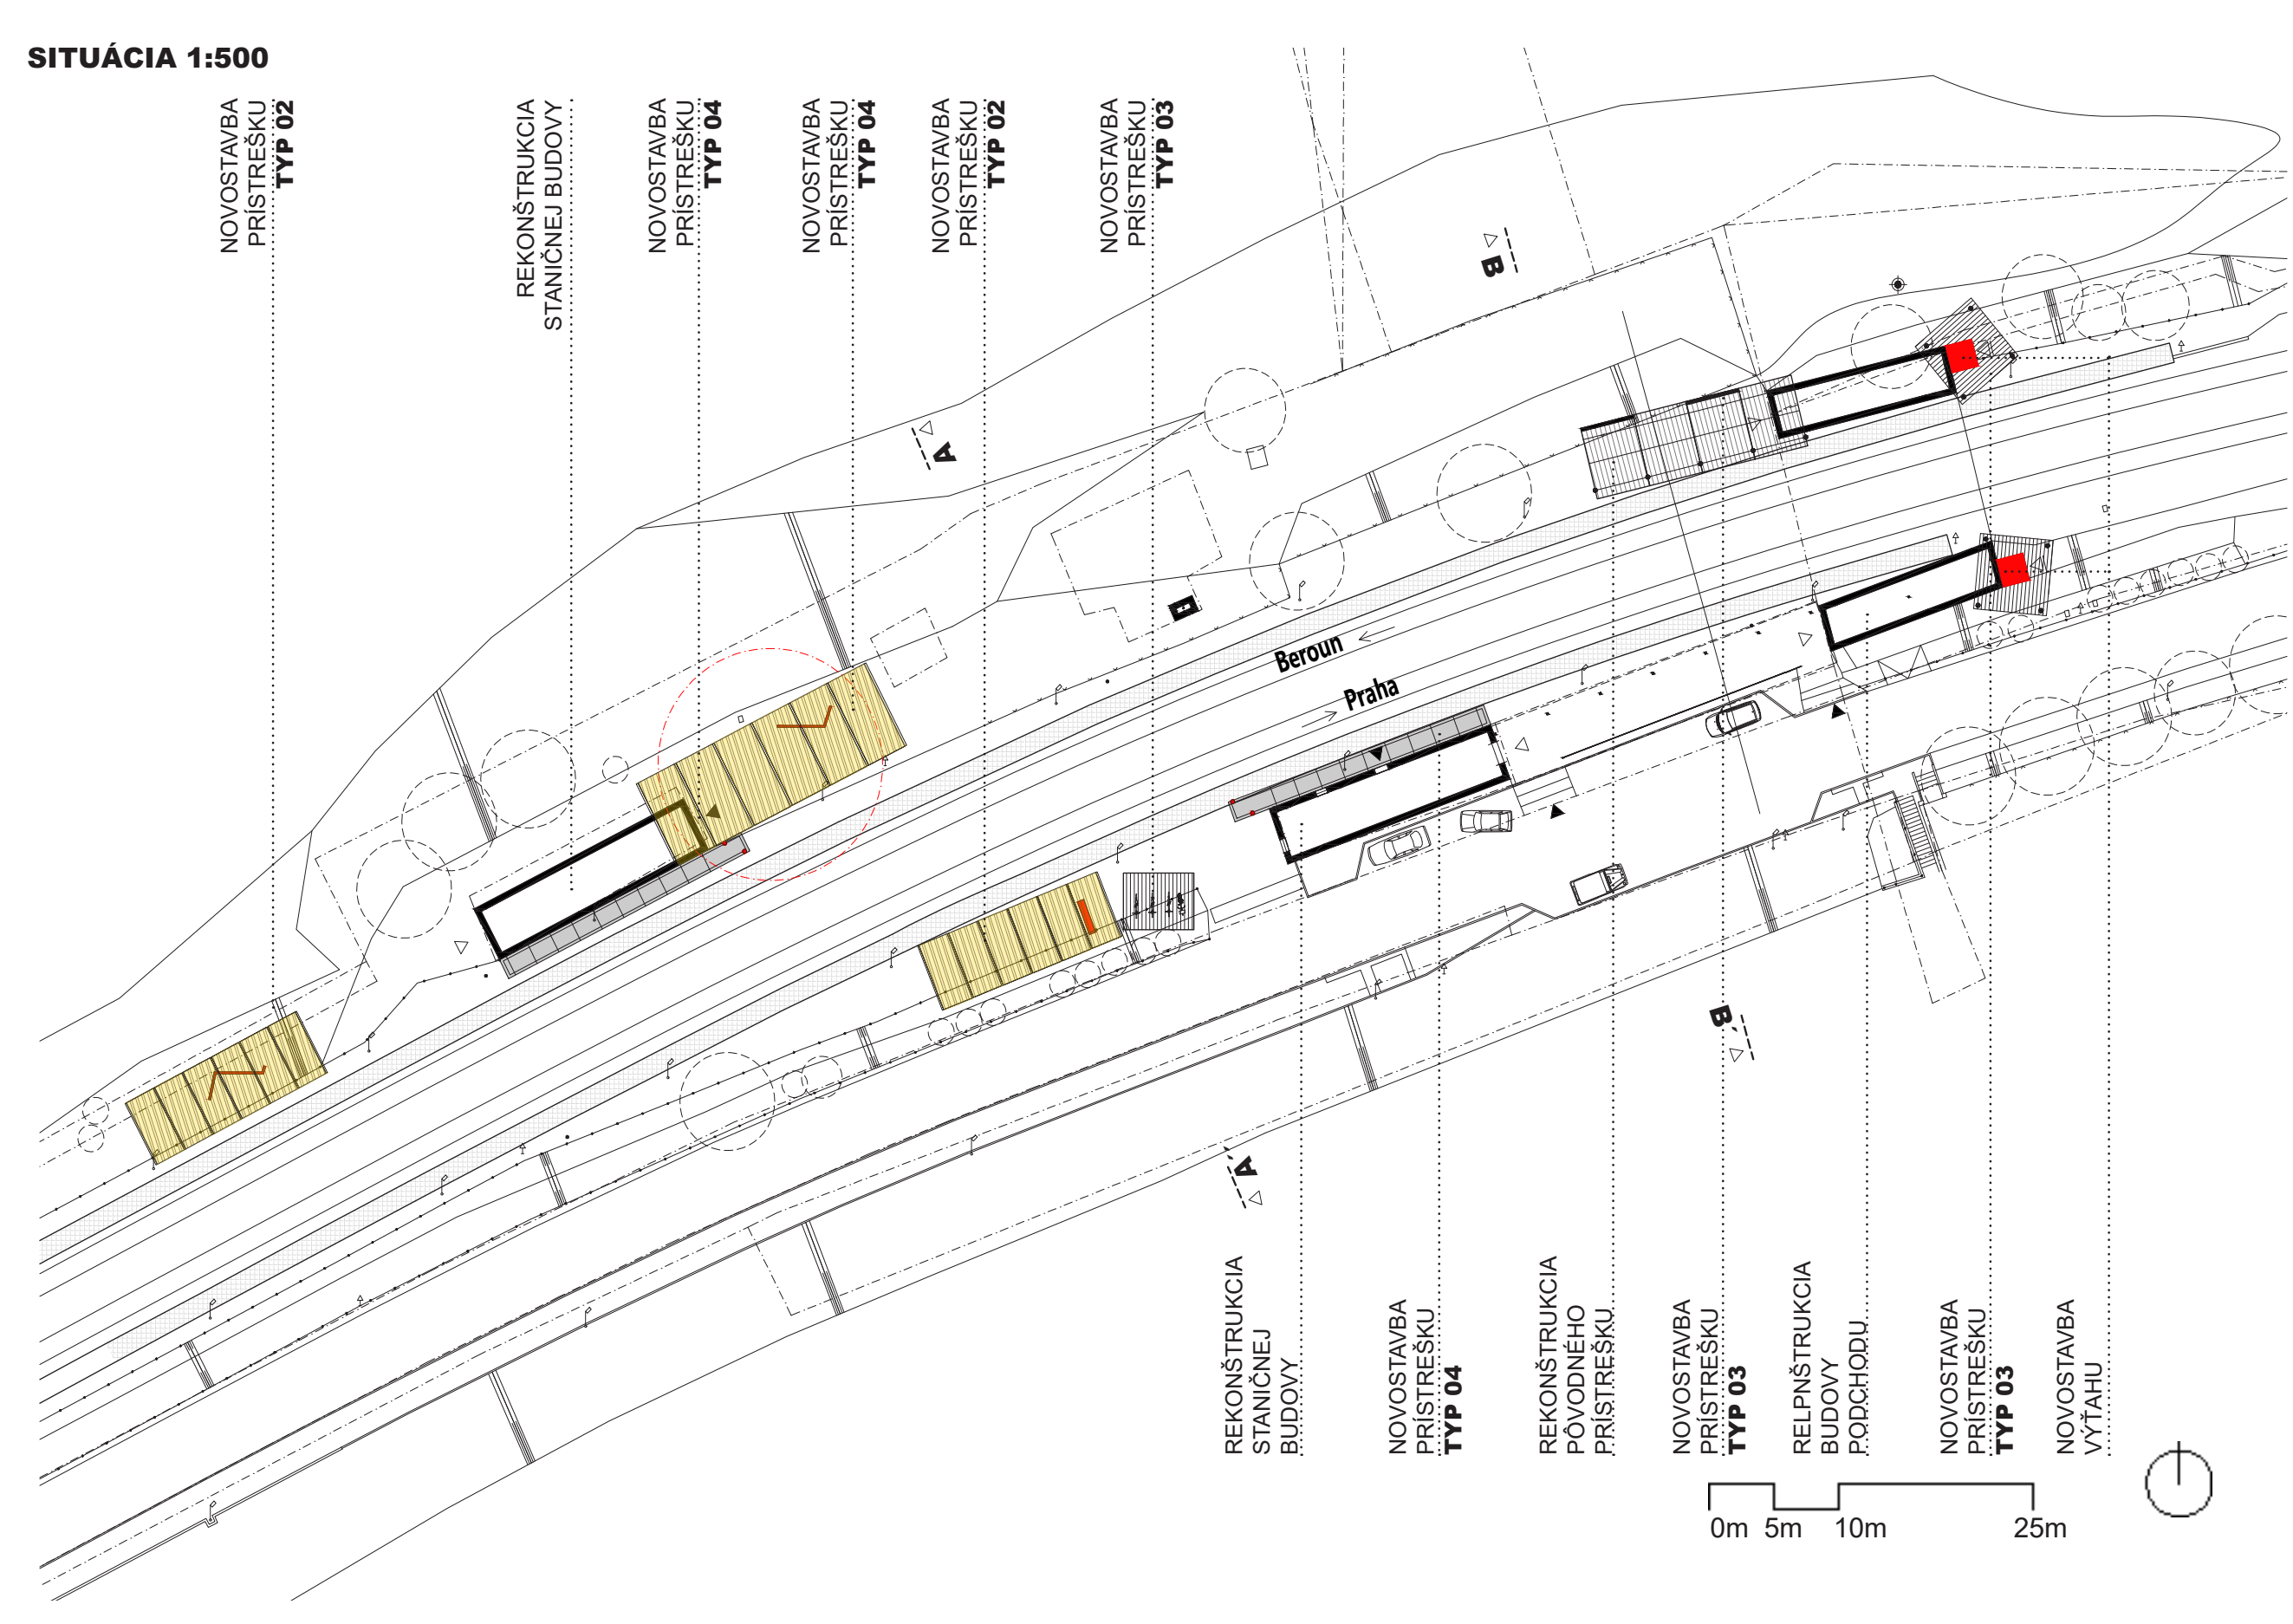 SITUÁCIA 1:500
NOVOSTAVBA
PRÍSTREŠKU
TYP 02
REKONŠTRUKCIA
STANIČNEJ BUDOVY
NOVOSTAVBA
PRÍSTREŠKU
TYP 04
NOVOSTAVBA
PRÍSTREŠKU
TYP 04
NOVOSTAVBA
PRÍSTREŠKU
TYP 02
NOVOSTAVBA
PRÍSTREŠKU
TYP 03
B
A
Beroun
Praha
B'
A'
REKONŠTRUKCIA
STANIČNEJ
BUDOVY
NOVOSTAVBA
PRÍSTREŠKU
TYP 04
REKONŠTRUKCIA
PÔVODNÉHO
PRÍSTREŠKU
NOVOSTAVBA
PRÍSTREŠKU
TYP 03
RELPNŠTRUKCIA
BUDOVY
PODCHODU
NOVOSTAVBA
PRÍSTREŠKU
TYP 03
NOVOSTAVBA
VÝŤAHU
0m 5m 10m 25m